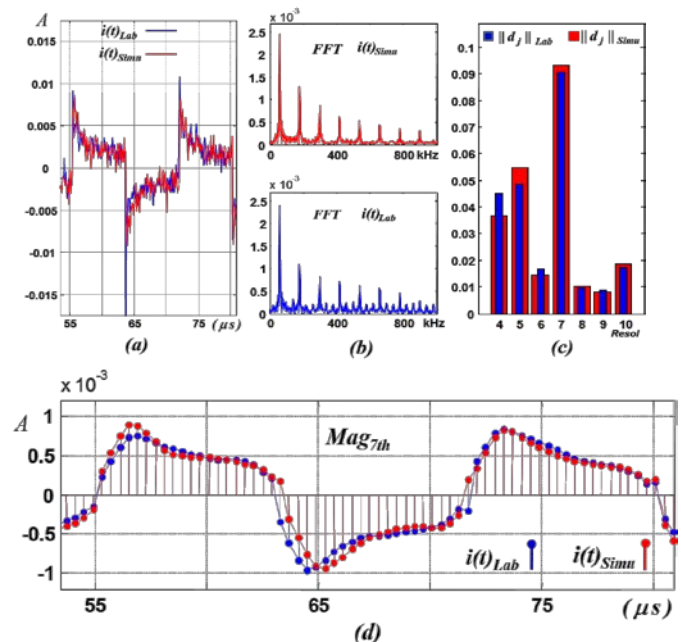 A
0.015
0.01
0.005
0
-0.005
-0.01
-0.015
i(t)Lab
i(t)Simu
55
65
75
(μs)
(a)
x 10-3
2.5
2
1.5
1
0.5
0
FFT i(t)Simu
0
400
800 kHz
x 10-3
2.5
2
1.5
1
0.5
0
FFT i(t)Lab
0
400
800 kHz
(b)
|| dj ||Lab
|| dj ||Simu
0.1
0.09
0.08
0.07
0.06
0.05
0.04
0.03
0.02
0.01
0
4 5 6 7 8 9 10
Resol
(c)
x 10-3
A
1
0.5
0
-0.5
-1
Mag7th
i(t)Lab
i(t)Simu
55
65
75
(μs)
(d)